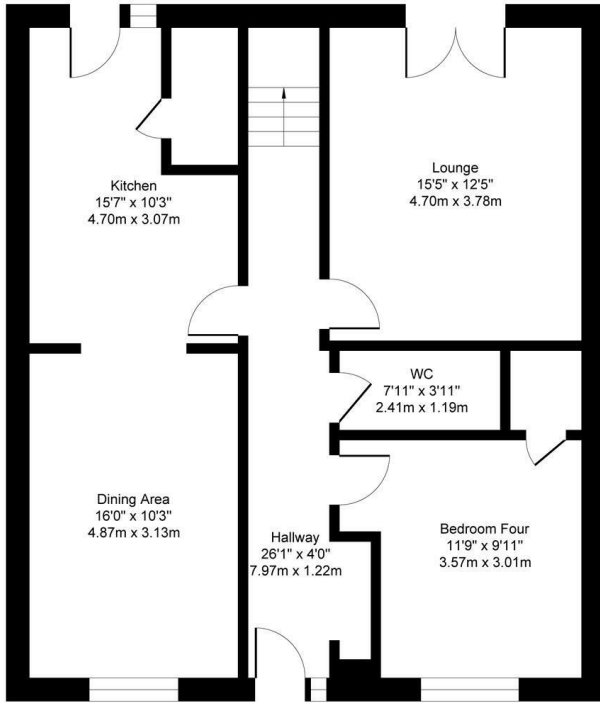 Kitchen
15'7" x 10'3"
4.70m x 3.07m
Lounge
15'5" x 12'5"
4.70m x 3.78m
WC
7'11" x 3'11"
2.41m x 1.19m
Dining Area
16'0" x 10'3"
4.87m x 3.13m
Hallway
26'1" x 4'0"
7.97m x 1.22m
Bedroom Four
11'9" x 9'11"
3.57m x 3.01m